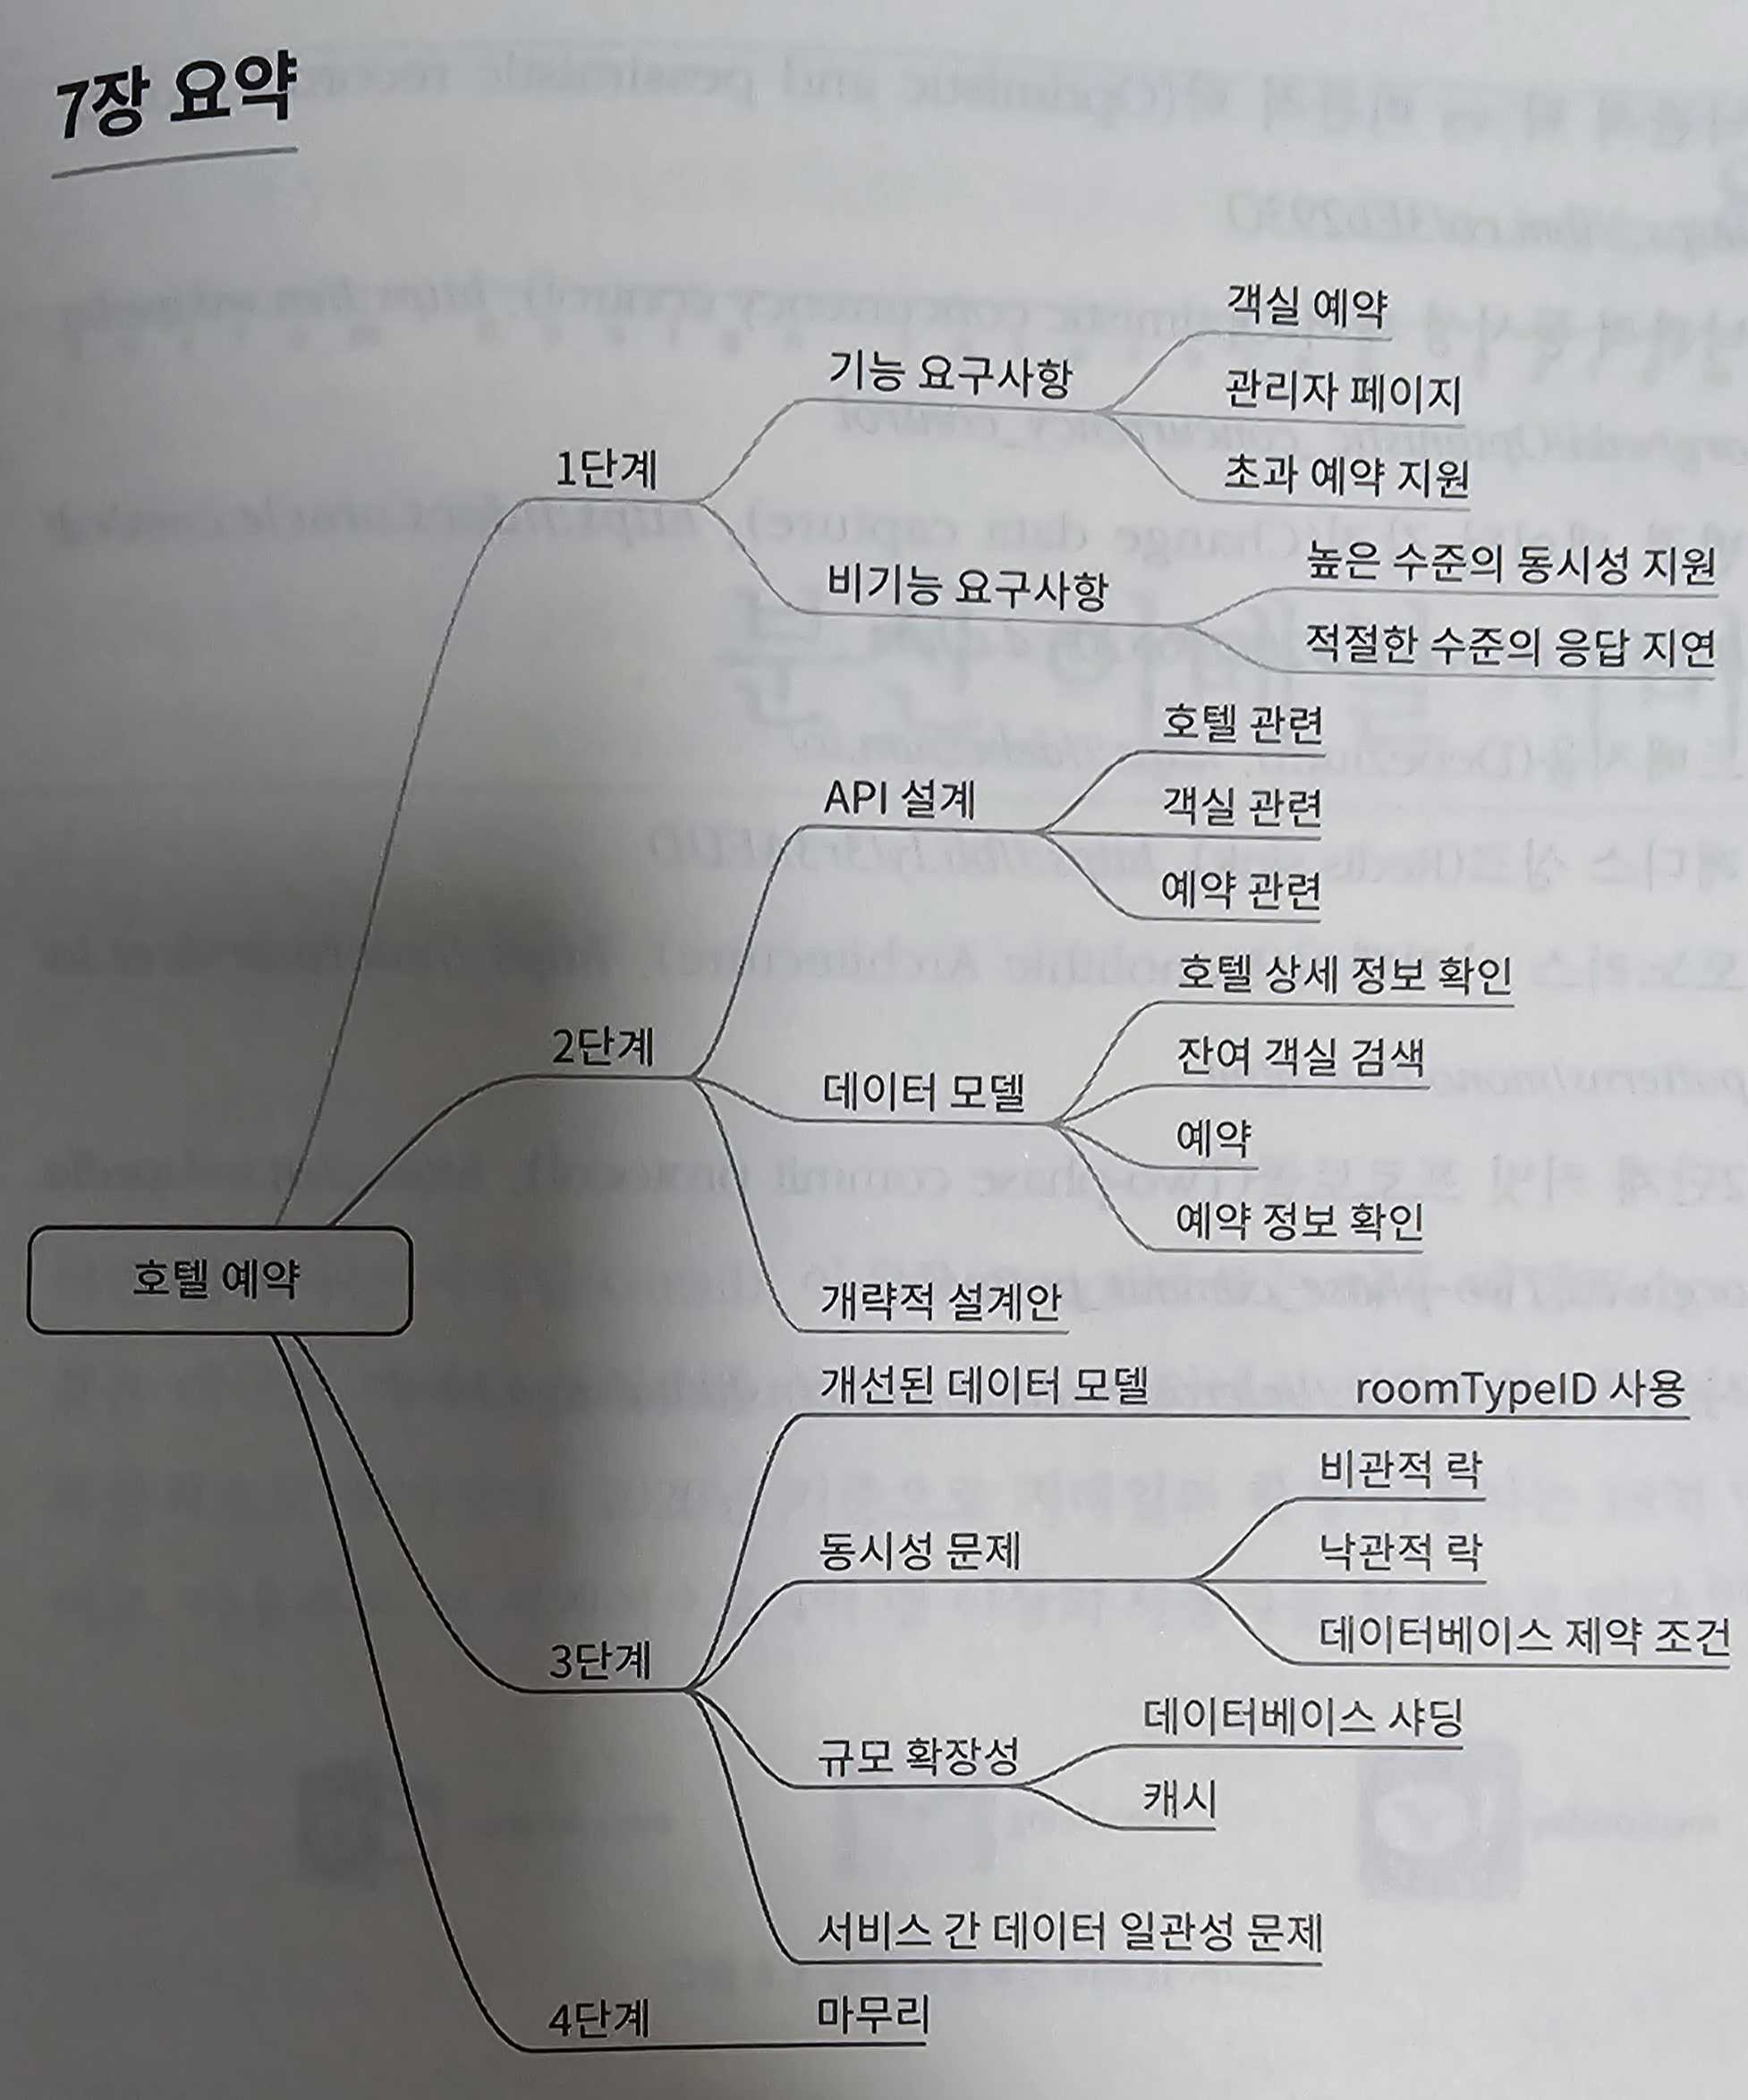 7장 요약
객실 예약
기능 요구사항
관리자 페이지
초과 예약 지원
1단계
높은 수준의 동시성 지원
비기능 요구사항
적절한 수준의 응답 지연
호텔 관련
API 설계
객실 관련
예약 관련
호텔 상세 정보 확인
2단계
잔여 객실 검색
데이터 모델
예약
예약 정보 확인
호텔 예약
개략적 설계안
개선된 데이터 모델 roomTypeID 사용
비관적 락
동시성 문제
낙관적 락
데이터베이스 제약 조건
3단계
데이터베이스 샤딩
규모 확장성
캐시
서비스 간 데이터 일관성 문제
4단계 마무리